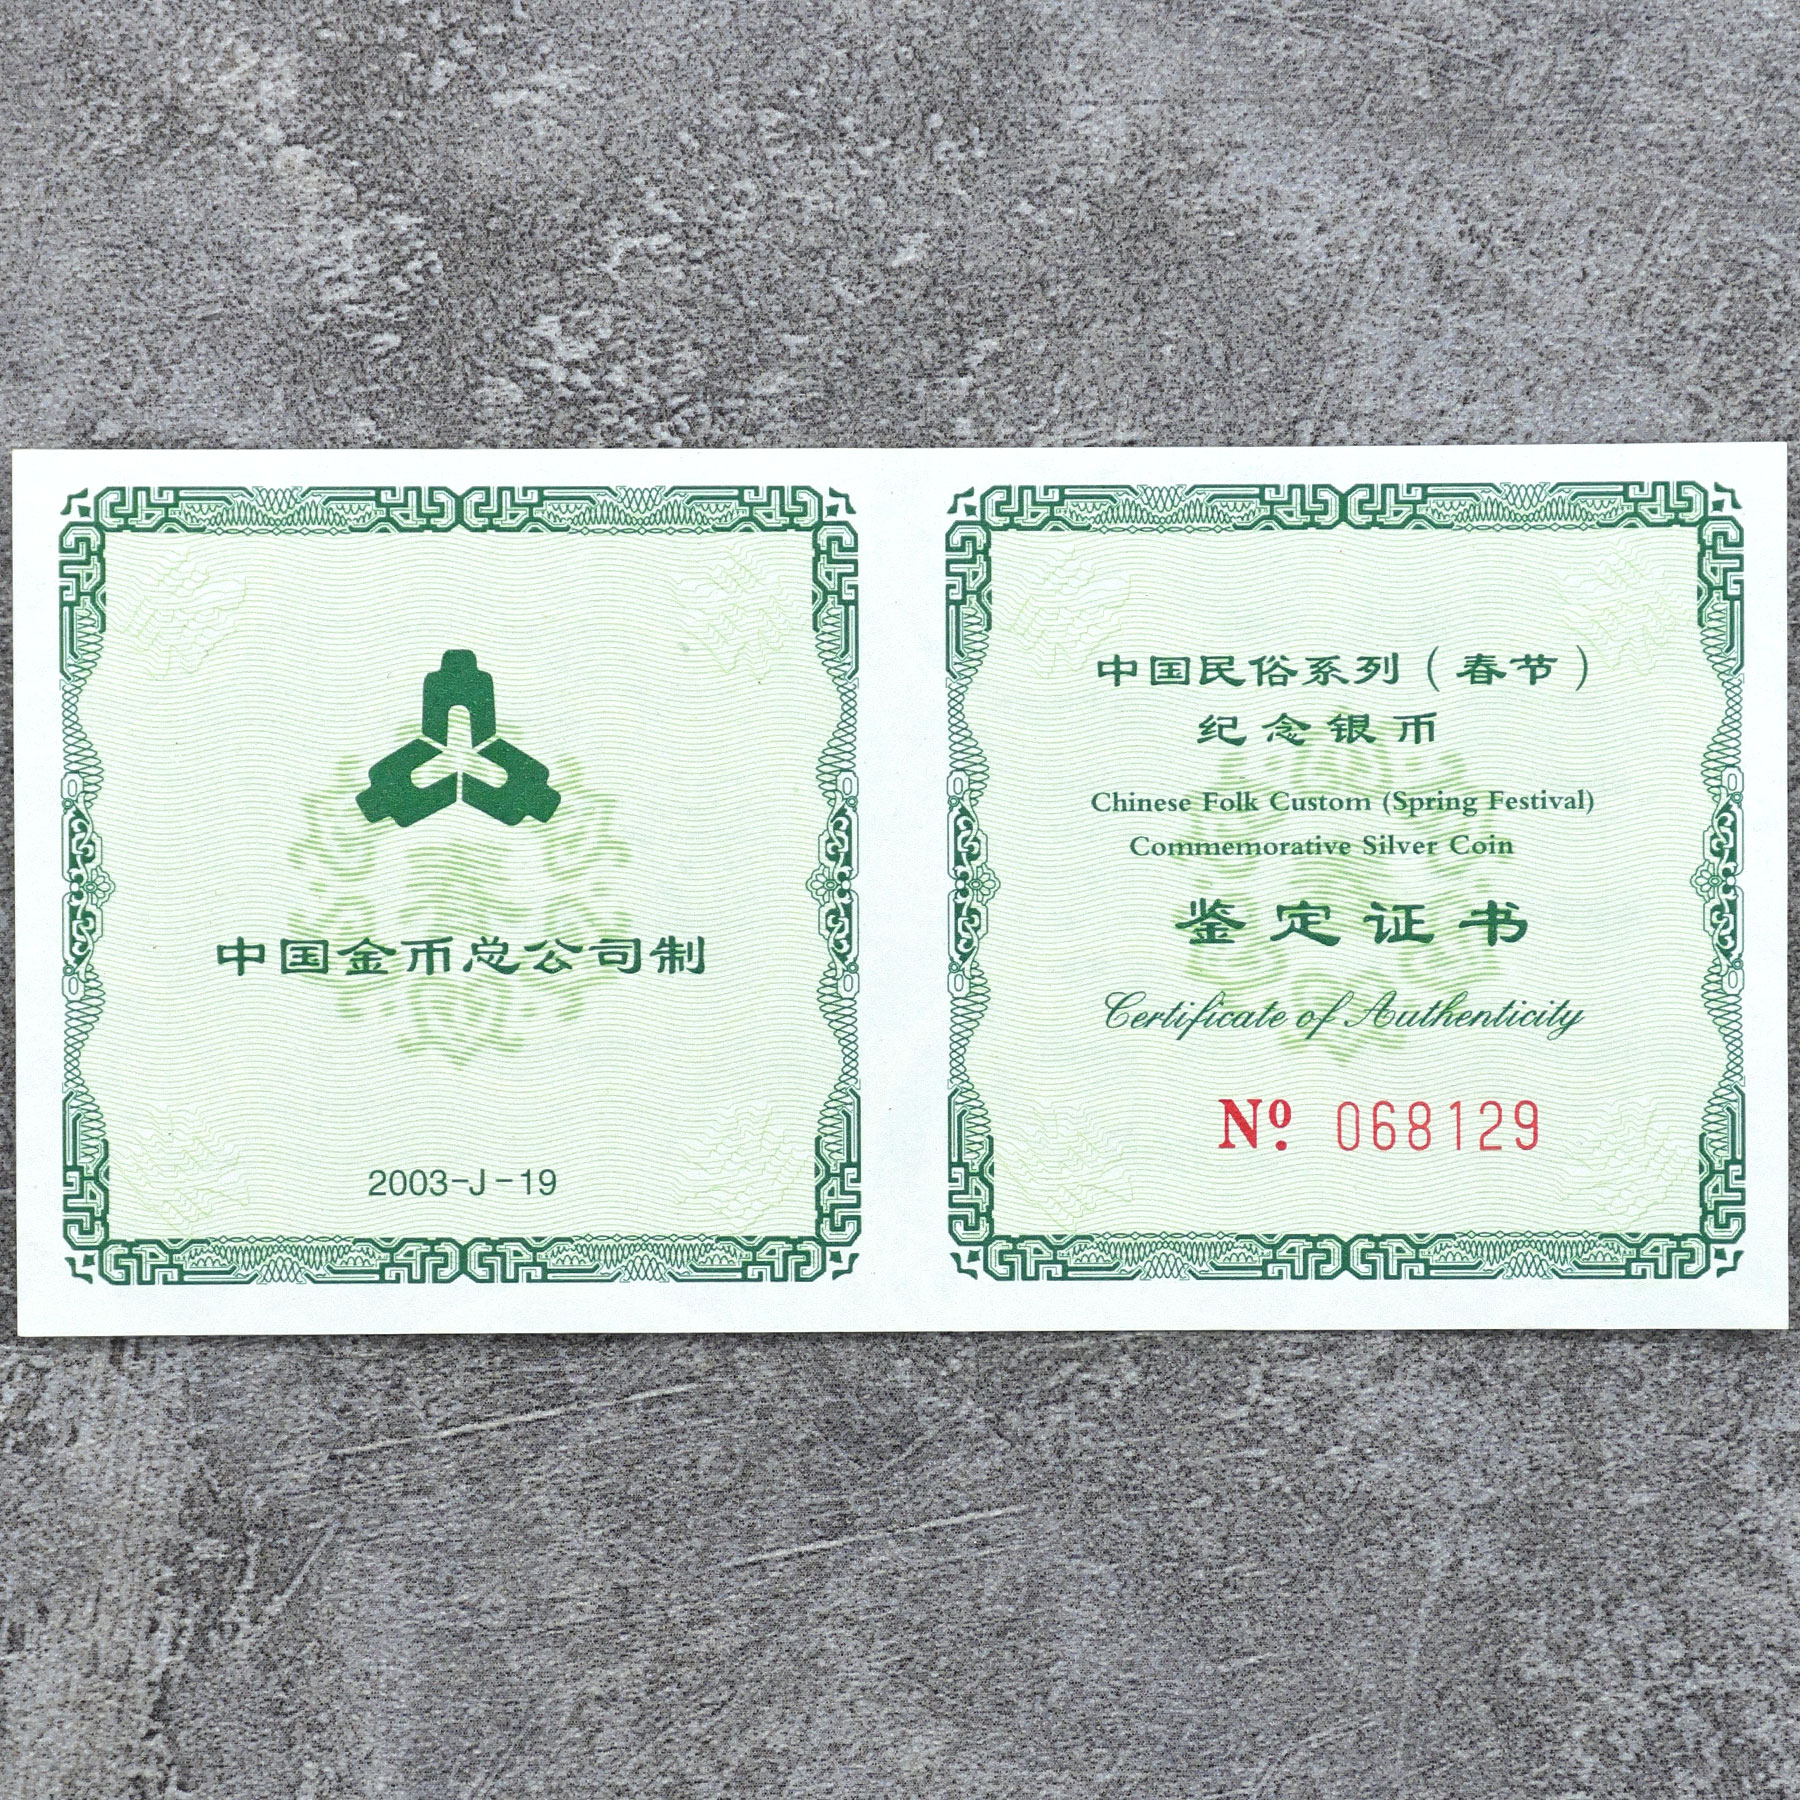 中国金币总公司制
2003-J-19
中国民俗系列(春节)
纪念银币
Chinese Folk Custom (Spring Festival)
Commemorative Silver Coin
鉴定证书
Certificate of Authenticity
Nº. 068129